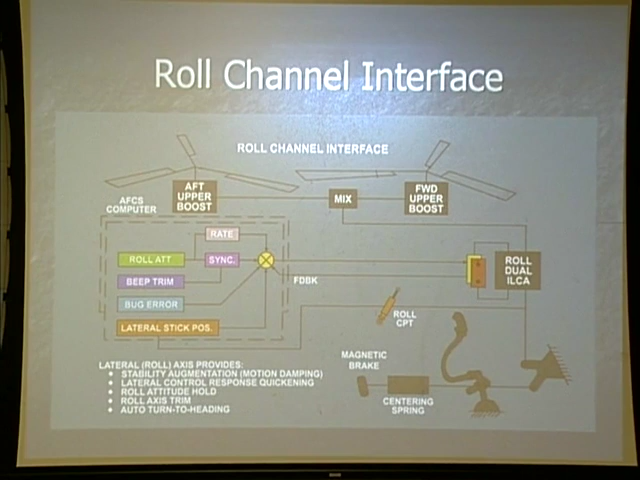 Roll Channel Interface
ROLL CHANNEL INTERFACE
AFT
UPPER
BOOST
MIX
FWD
UPPER
BOOST
AFCS
COMPUTER
RATE
ROLL ATT
SYNC.
BEEP TRIM
FDBK
BUG ERROR
LATERAL STICK POS.
ROLL
DUAL
ILCA
ROLL
CPT
MAGNETIC
BRAKE
CENTERING
SPRING
LATERAL (ROLL) AXIS PROVIDES:
• STABILITY AUGMENTATION (MOTION DAMPING)
• LATERAL CONTROL RESPONSE QUICKENING
• ROLL ATTITUDE HOLD
• ROLL AXIS TRIM
• AUTO TURN-TO-HEADING